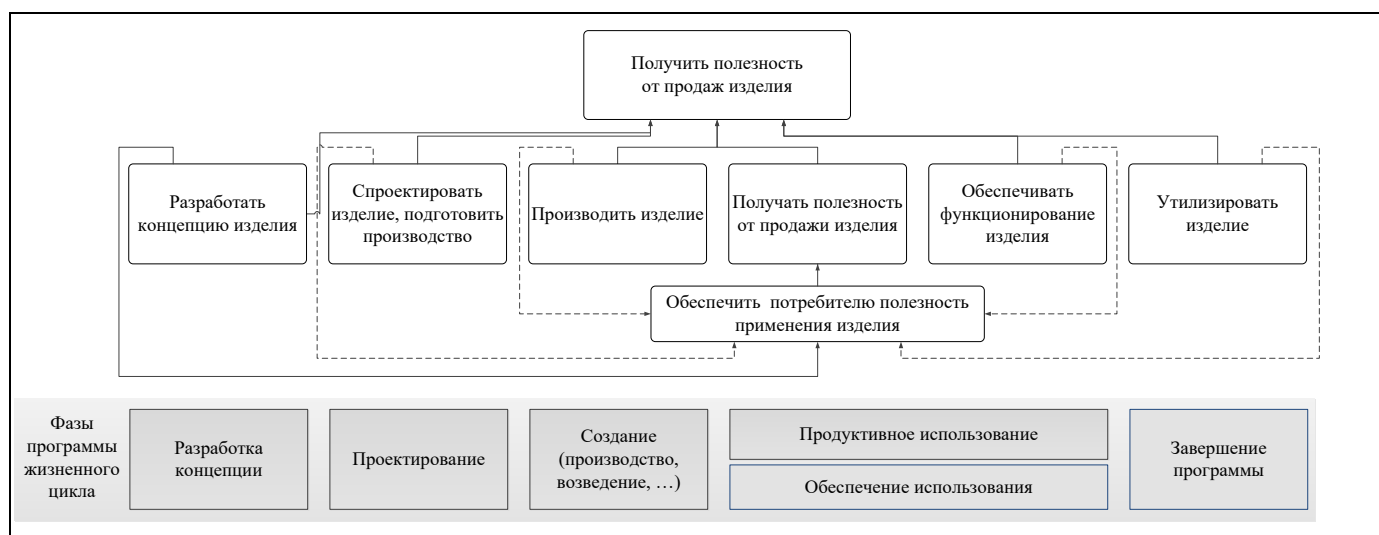 Получить полезность
от продаж изделия
Разработать
концепцию изделия
Спроектировать
изделие, подготовить
производство
Производить изделие
Получать полезность
от продажи изделия
Обеспечивать
функционирование
изделия
Утилизировать
изделие
Обеспечить потребителю полезность
применения изделия
Фазы
программы
жизненного
цикла
Разработка
концепции
Проектирование
Создание
(производство,
возведение, …)
Продуктивное использование
Обеспечение использования
Завершение
программы